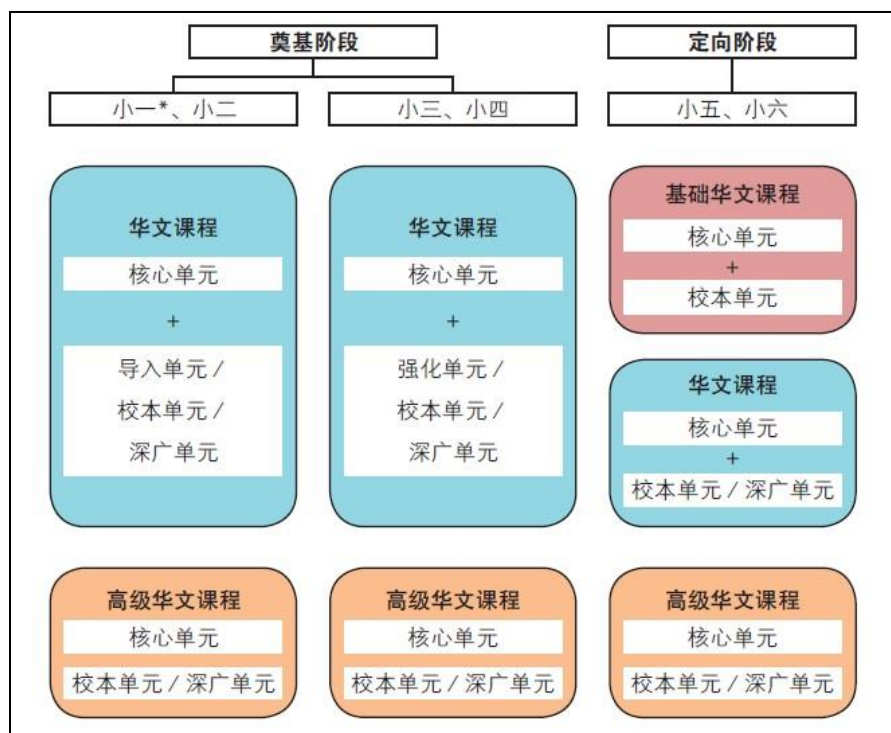 奠基阶段
定向阶段
小一*、小二
小三、小四
小五、小六
华文课程
核心单元
+
导入单元 /
校本单元 /
深广单元
华文课程
核心单元
+
强化单元 /
校本单元 /
深广单元
基础华文课程
核心单元
+
校本单元
华文课程
核心单元
+
校本单元 / 深广单元
高级华文课程
核心单元
校本单元 / 深广单元
高级华文课程
核心单元
校本单元 / 深广单元
高级华文课程
核心单元
校本单元 / 深广单元